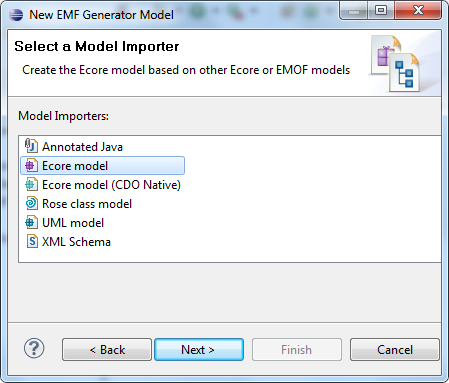 New EMF Generator Model
Select a Model Importer
Create the Ecore model based on other Ecore or EMOF models
Model Importers:
Annotated Java
Ecore model
Ecore model (CDO Native)
Rose class model
UML model
XML Schema
? < Back Next > Finish Cancel